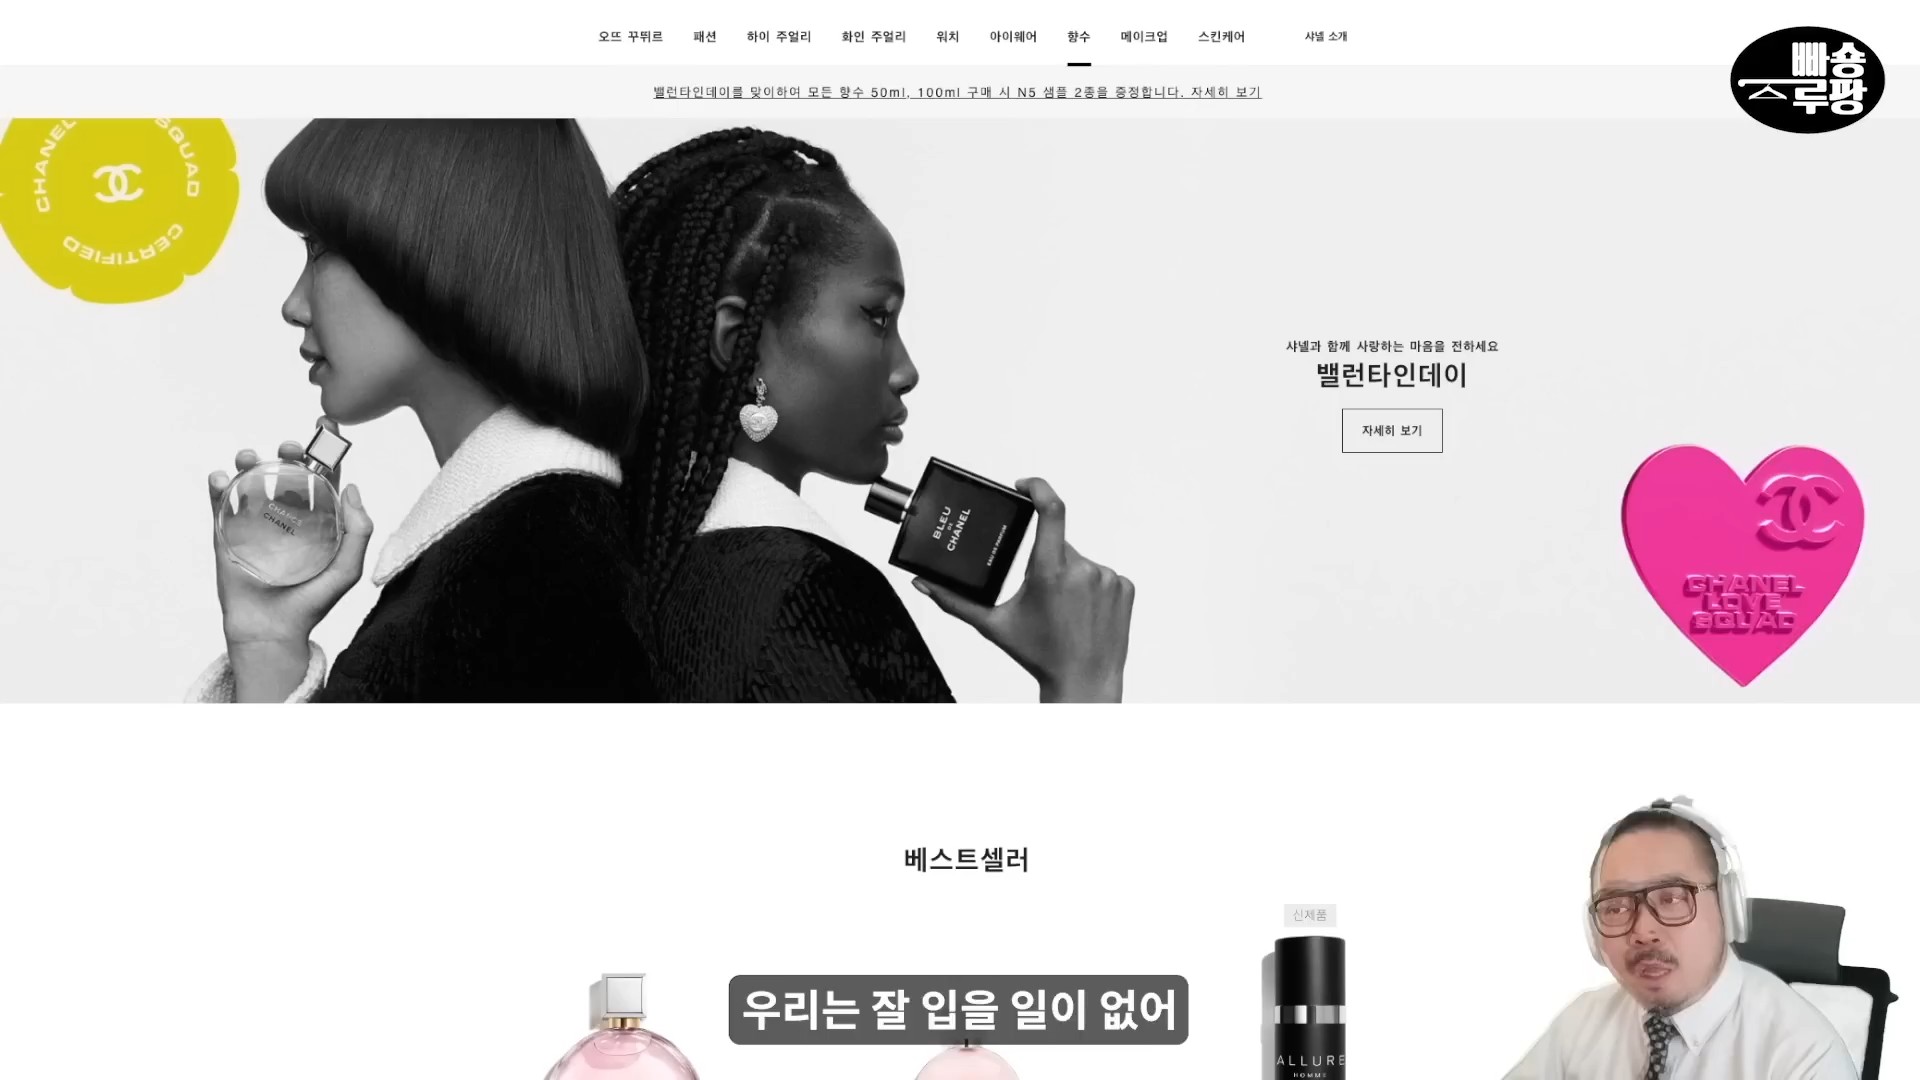 오뜨 꾸뛰르 패션 하이 주얼리 화인 주얼리 워치 아이웨어 향수 메이크업 스킨케어 샤넬 소개
빠숑
루팡
밸런타인데이를 맞이하여 모든 향수 50ml, 100ml 구매 시 N5 샘플 2종을 증정합니다. 자세히 보기
CHANEL SQUAD CERTIFIED
샤넬과 함께 사랑하는 마음을 전하세요
밸런타인데이
자세히 보기
CHANCE
CHANEL
BLEU
DE
CHANEL
EAU DE PARFUM
CHANEL
LOVE
SQUAD
베스트셀러
신제품
우리는 잘 입을 일이 없어
ALLURE
HOMME